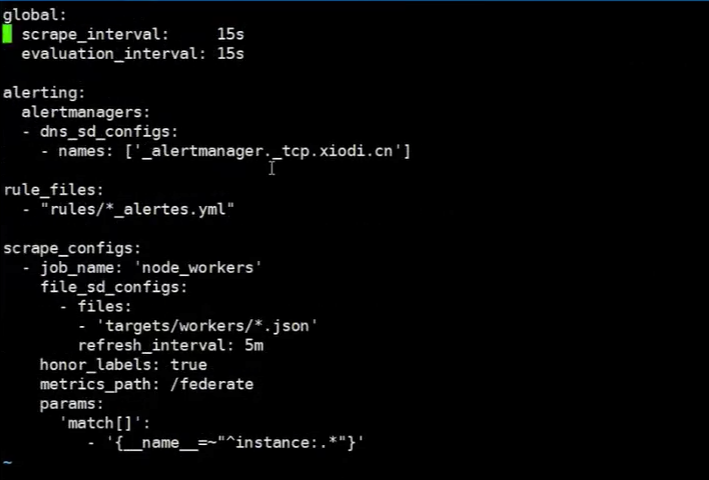 global:
  scrape_interval:     15s
  evaluation_interval: 15s
alerting:
  alertmanagers:
  - dns_sd_configs:
    - names: ['_alertmanager._tcp.xiodi.cn']
rule_files:
  - "rules/*_alertes.yml"
scrape_configs:
  - job_name: 'node_workers'
    file_sd_configs:
      - files:
        - 'targets/workers/*.json'
        refresh_interval: 5m
    honor_labels: true
    metrics_path: /federate
    params:
      'match[]':
         - '{__name__=~"^instance:.*"}'
~